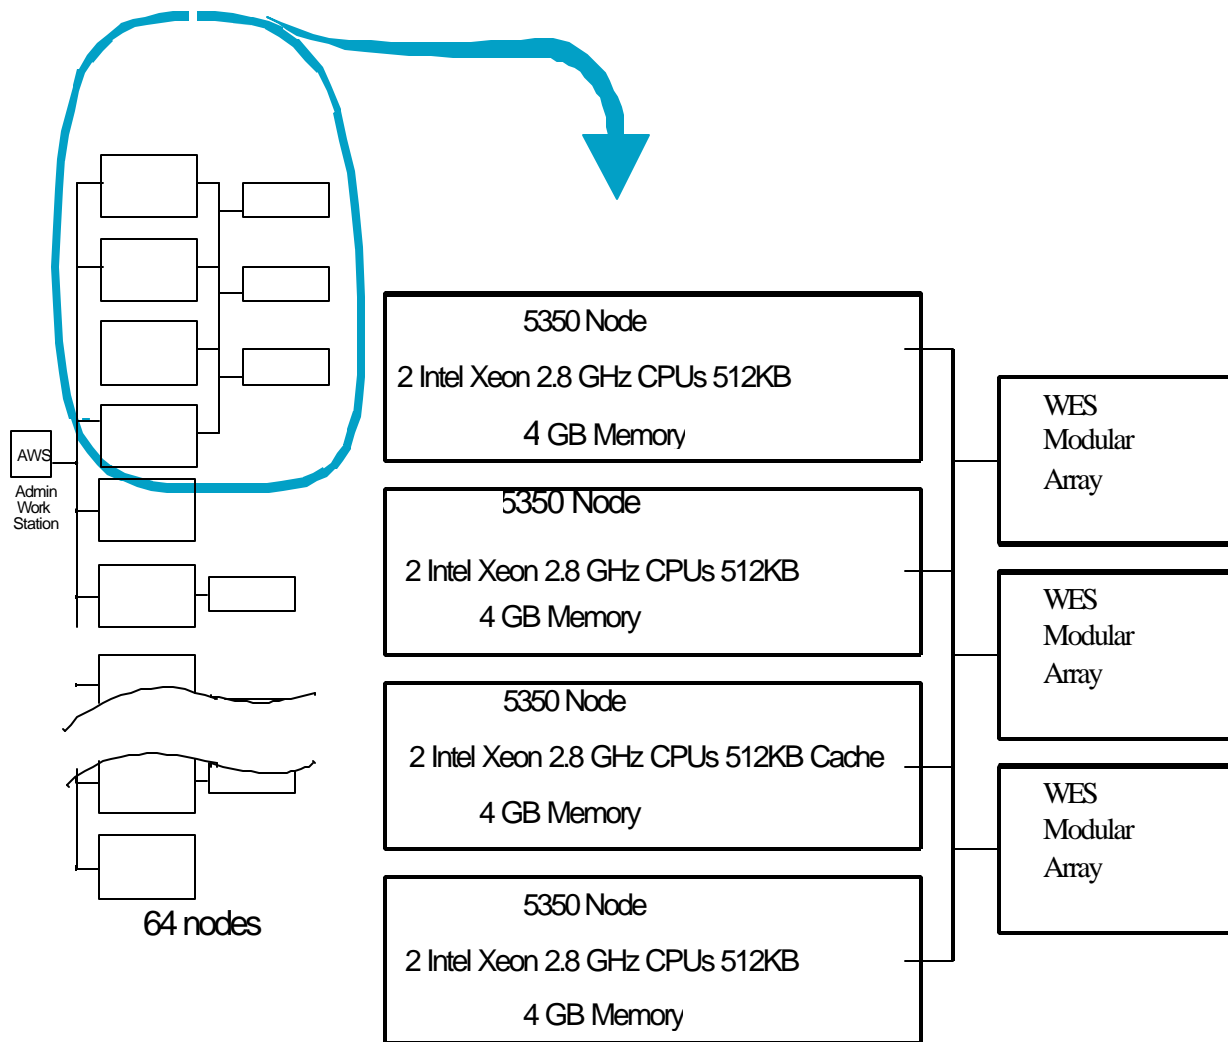 AWS
Admin
Work
Station
64 nodes
5350 Node
2 Intel Xeon 2.8 GHz CPUs 512KB
4 GB Memory
5350 Node
2 Intel Xeon 2.8 GHz CPUs 512KB
4 GB Memory
5350 Node
2 Intel Xeon 2.8 GHz CPUs 512KB Cache
4 GB Memory
5350 Node
2 Intel Xeon 2.8 GHz CPUs 512KB
4 GB Memory
WES
Modular
Array
WES
Modular
Array
WES
Modular
Array